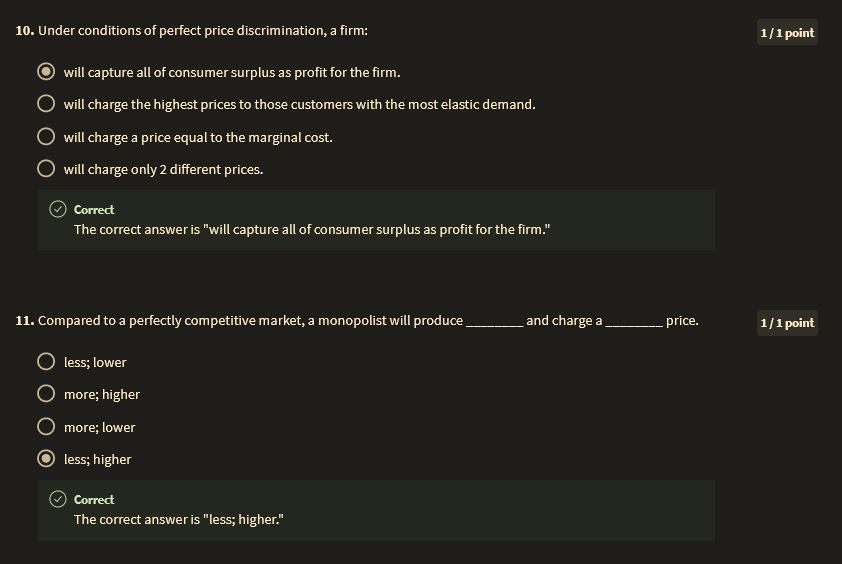 10. Under conditions of perfect price discrimination, a firm:
1 / 1 point
will capture all of consumer surplus as profit for the firm.
will charge the highest prices to those customers with the most elastic demand.
will charge a price equal to the marginal cost.
will charge only 2 different prices.
Correct
The correct answer is "will capture all of consumer surplus as profit for the firm."
11. Compared to a perfectly competitive market, a monopolist will produce ________ and charge a ________ price.
1 / 1 point
less; lower
more; higher
more; lower
less; higher
Correct
The correct answer is "less; higher."